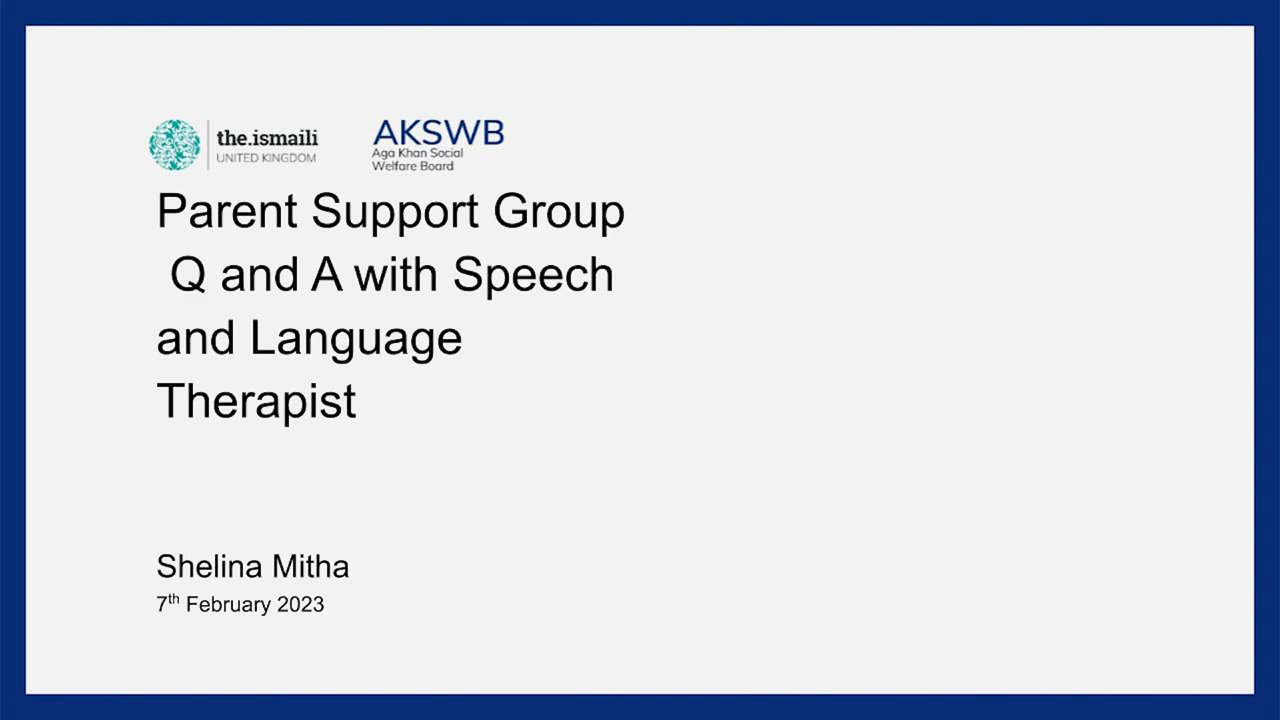 the.ismaili
UNITED KINGDOM
AKSWB
Aga Khan Social
Welfare Board
Parent Support Group
Q and A with Speech
and Language
Therapist
Shelina Mitha
7th February 2023